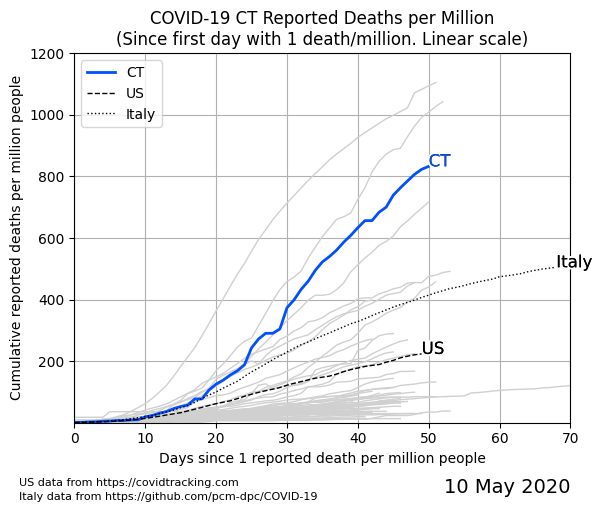 COVID-19 CT Reported Deaths per Million
(Since first day with 1 death/million. Linear scale)
Cumulative reported deaths per million people
1200
1000
800
600
400
200
CT
US
Italy
CT
Italy
US
0 10 20 30 40 50 60 70
Days since 1 reported death per million people
US data from https://covidtracking.com
Italy data from https://github.com/pcm-dpc/COVID-19
10 May 2020